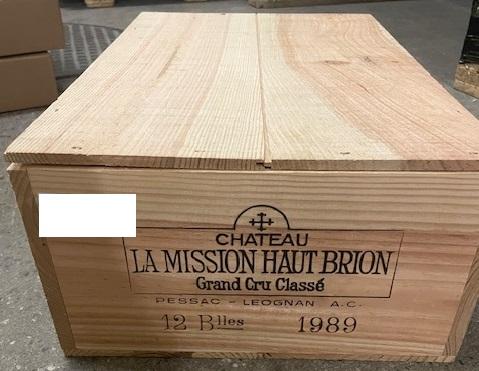 CHATEAU
LA MISSION HAUT BRION
Grand Cru Classé
PESSAC - LEOGNAN A.C.
12 Blles 1989